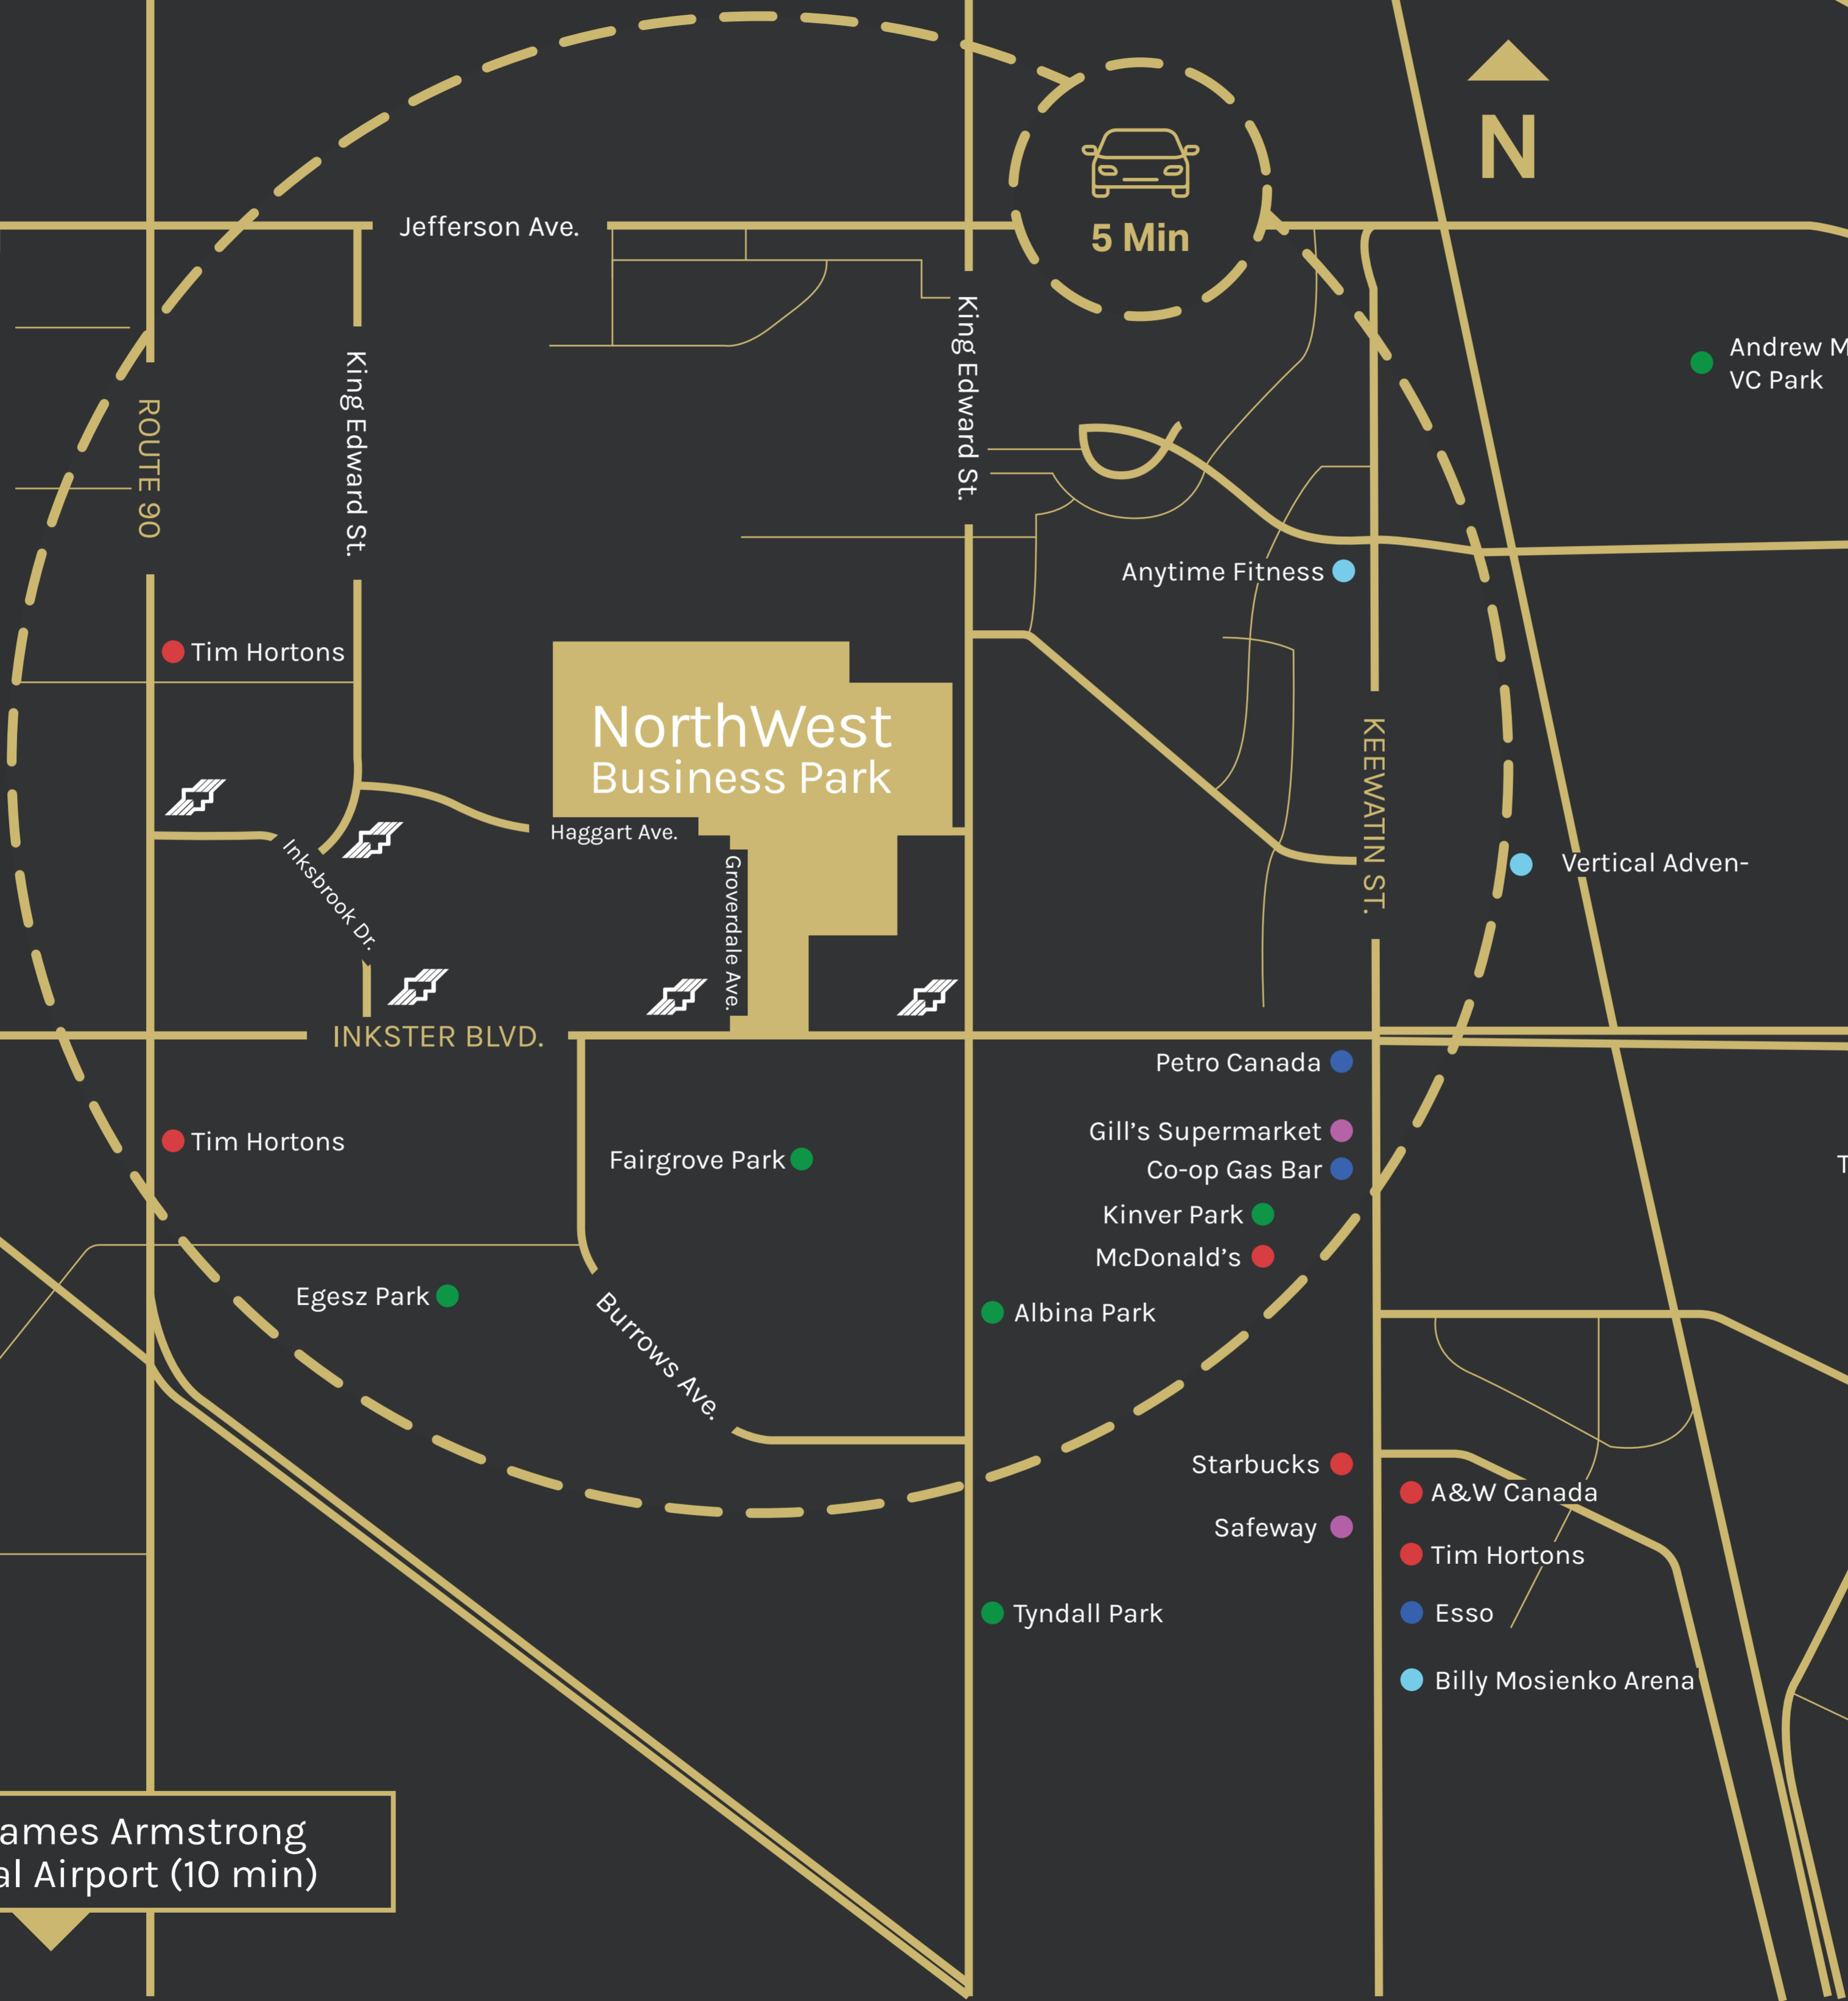 N
5 Min
Jefferson Ave.
King Edward St.
King Edward St.
ROUTE 90
Andrew
VC Park
Anytime Fitness
Tim Hortons
NorthWest
Business Park
Haggart Ave.
Groverdale Ave.
Inksbrook Dr.
KEEWATIN ST.
Vertical Adven-
INKSTER BLVD.
Petro Canada
Gill's Supermarket
Co-op Gas Bar
Kinver Park
McDonald's
Tim Hortons
Fairgrove Park
Egesz Park
Albina Park
Burrows Ave.
Starbucks
A&W Canada
Safeway
Tim Hortons
Tyndall Park
Esso
Billy Mosienko Arena
ames Armstrong
al Airport (10 min)